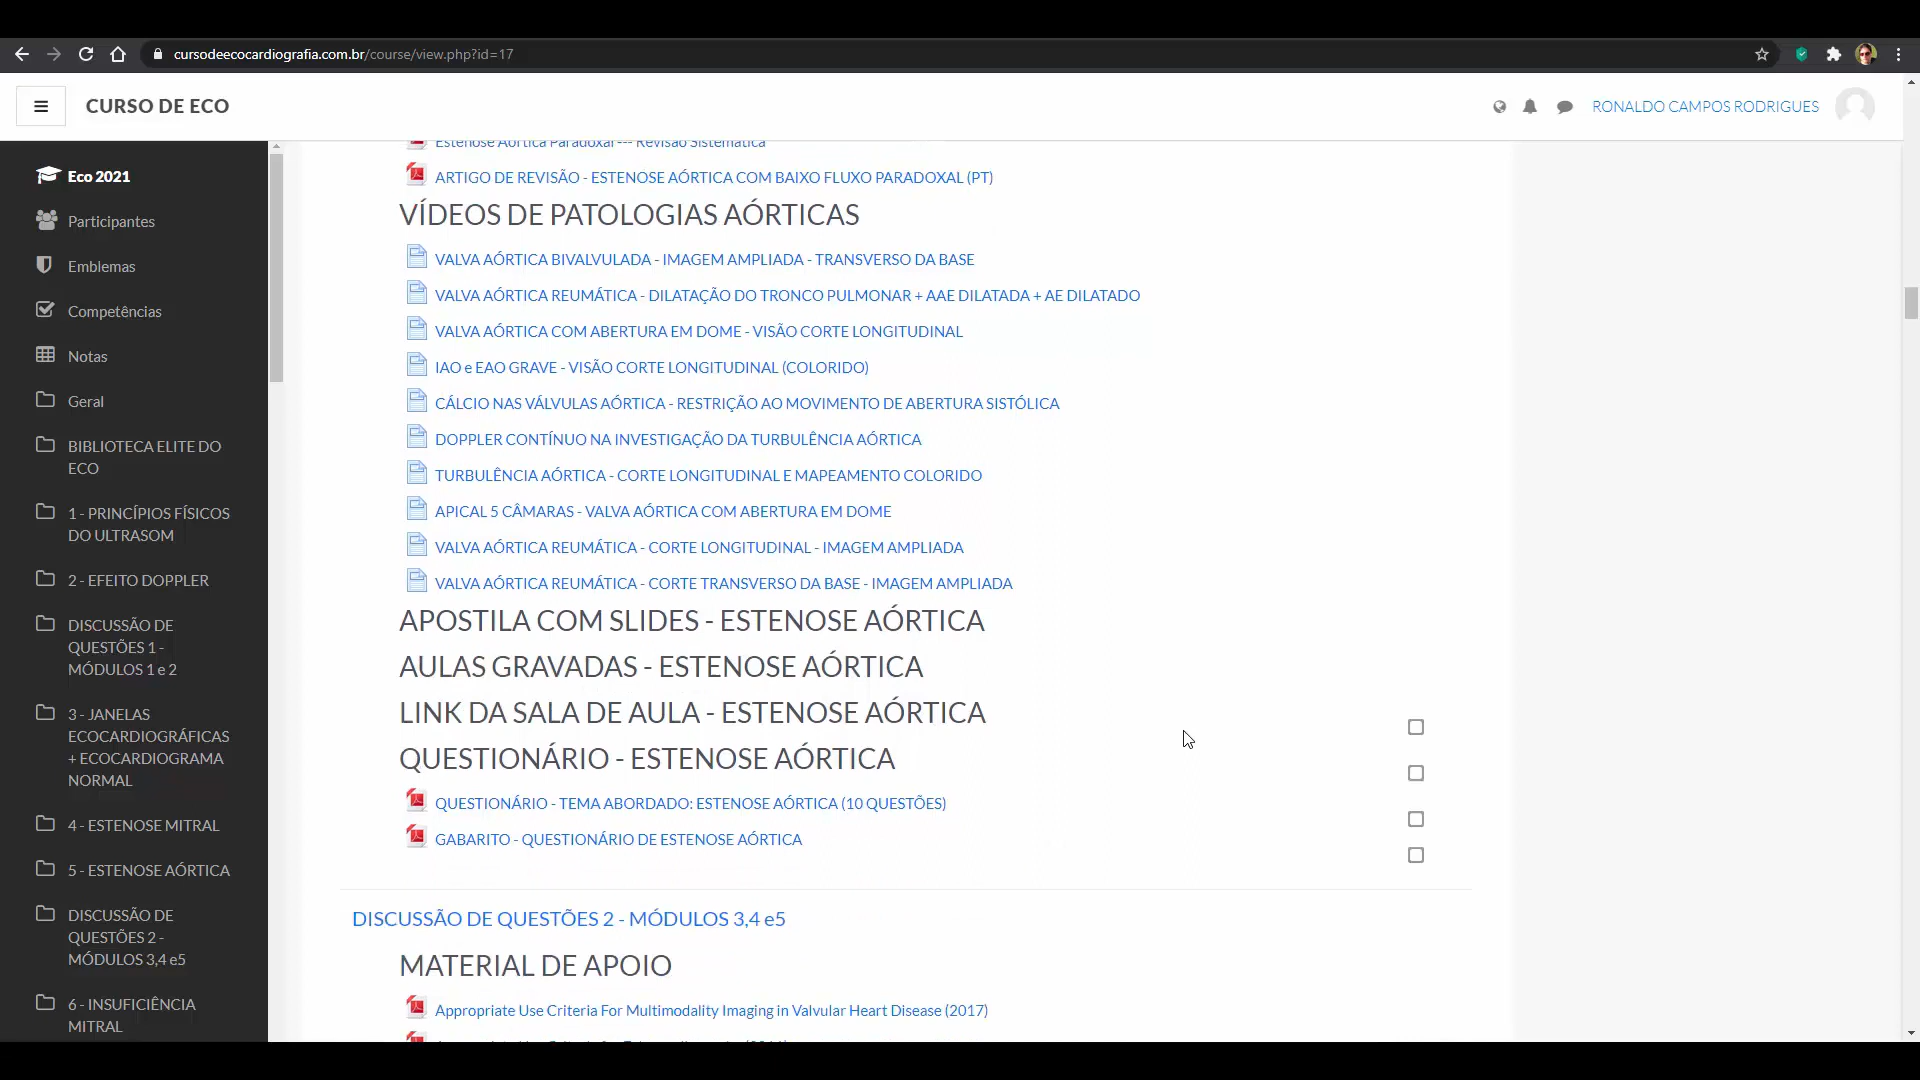 cursodeecocardiografia.com.br/course/view.php?id=17
CURSO DE ECO
RONALDO CAMPOS RODRIGUES
Eco 2021
Participantes
Emblemas
Competências
Notas
Geral
BIBLIOTECA ELITE DO
ECO
1 - PRINCÍPIOS FÍSICOS
DO ULTRASOM
2 - EFEITO DOPPLER
DISCUSSÃO DE
QUESTÕES 1 -
MÓDULOS 1 e 2
3 - JANELAS
ECOCARDIOGRÁFICAS
+ ECOCARDIOGRAMA
NORMAL
4 - ESTENOSE MITRAL
5 - ESTENOSE AÓRTICA
DISCUSSÃO DE
QUESTÕES 2 -
MÓDULOS 3,4 e5
6 - INSUFICIÊNCIA
MITRAL
Estenose Aórtica Paradoxal --- Revisão Sistemática
ARTIGO DE REVISÃO - ESTENOSE AÓRTICA COM BAIXO FLUXO PARADOXAL (PT)
VÍDEOS DE PATOLOGIAS AÓRTICAS
VALVA AÓRTICA BIVALVULADA - IMAGEM AMPLIADA - TRANSVERSO DA BASE
VALVA AÓRTICA REUMÁTICA - DILATAÇÃO DO TRONCO PULMONAR + AAE DILATADA + AE DILATADO
VALVA AÓRTICA COM ABERTURA EM DOME - VISÃO CORTE LONGITUDINAL
IAO e EAO GRAVE - VISÃO CORTE LONGITUDINAL (COLORIDO)
CÁLCIO NAS VÁLVULAS AÓRTICA - RESTRIÇÃO AO MOVIMENTO DE ABERTURA SISTÓLICA
DOPPLER CONTÍNUO NA INVESTIGAÇÃO DA TURBULÊNCIA AÓRTICA
TURBULÊNCIA AÓRTICA - CORTE LONGITUDINAL E MAPEAMENTO COLORIDO
APICAL 5 CÂMARAS - VALVA AÓRTICA COM ABERTURA EM DOME
VALVA AÓRTICA REUMÁTICA - CORTE LONGITUDINAL - IMAGEM AMPLIADA
VALVA AÓRTICA REUMÁTICA - CORTE TRANSVERSO DA BASE - IMAGEM AMPLIADA
APOSTILA COM SLIDES - ESTENOSE AÓRTICA
AULAS GRAVADAS - ESTENOSE AÓRTICA
LINK DA SALA DE AULA - ESTENOSE AÓRTICA
QUESTIONÁRIO - ESTENOSE AÓRTICA
QUESTIONÁRIO - TEMA ABORDADO: ESTENOSE AÓRTICA (10 QUESTÕES)
GABARITO - QUESTIONÁRIO DE ESTENOSE AÓRTICA
DISCUSSÃO DE QUESTÕES 2 - MÓDULOS 3,4 e5
MATERIAL DE APOIO
Appropriate Use Criteria For Multimodality Imaging in Valvular Heart Disease (2017)